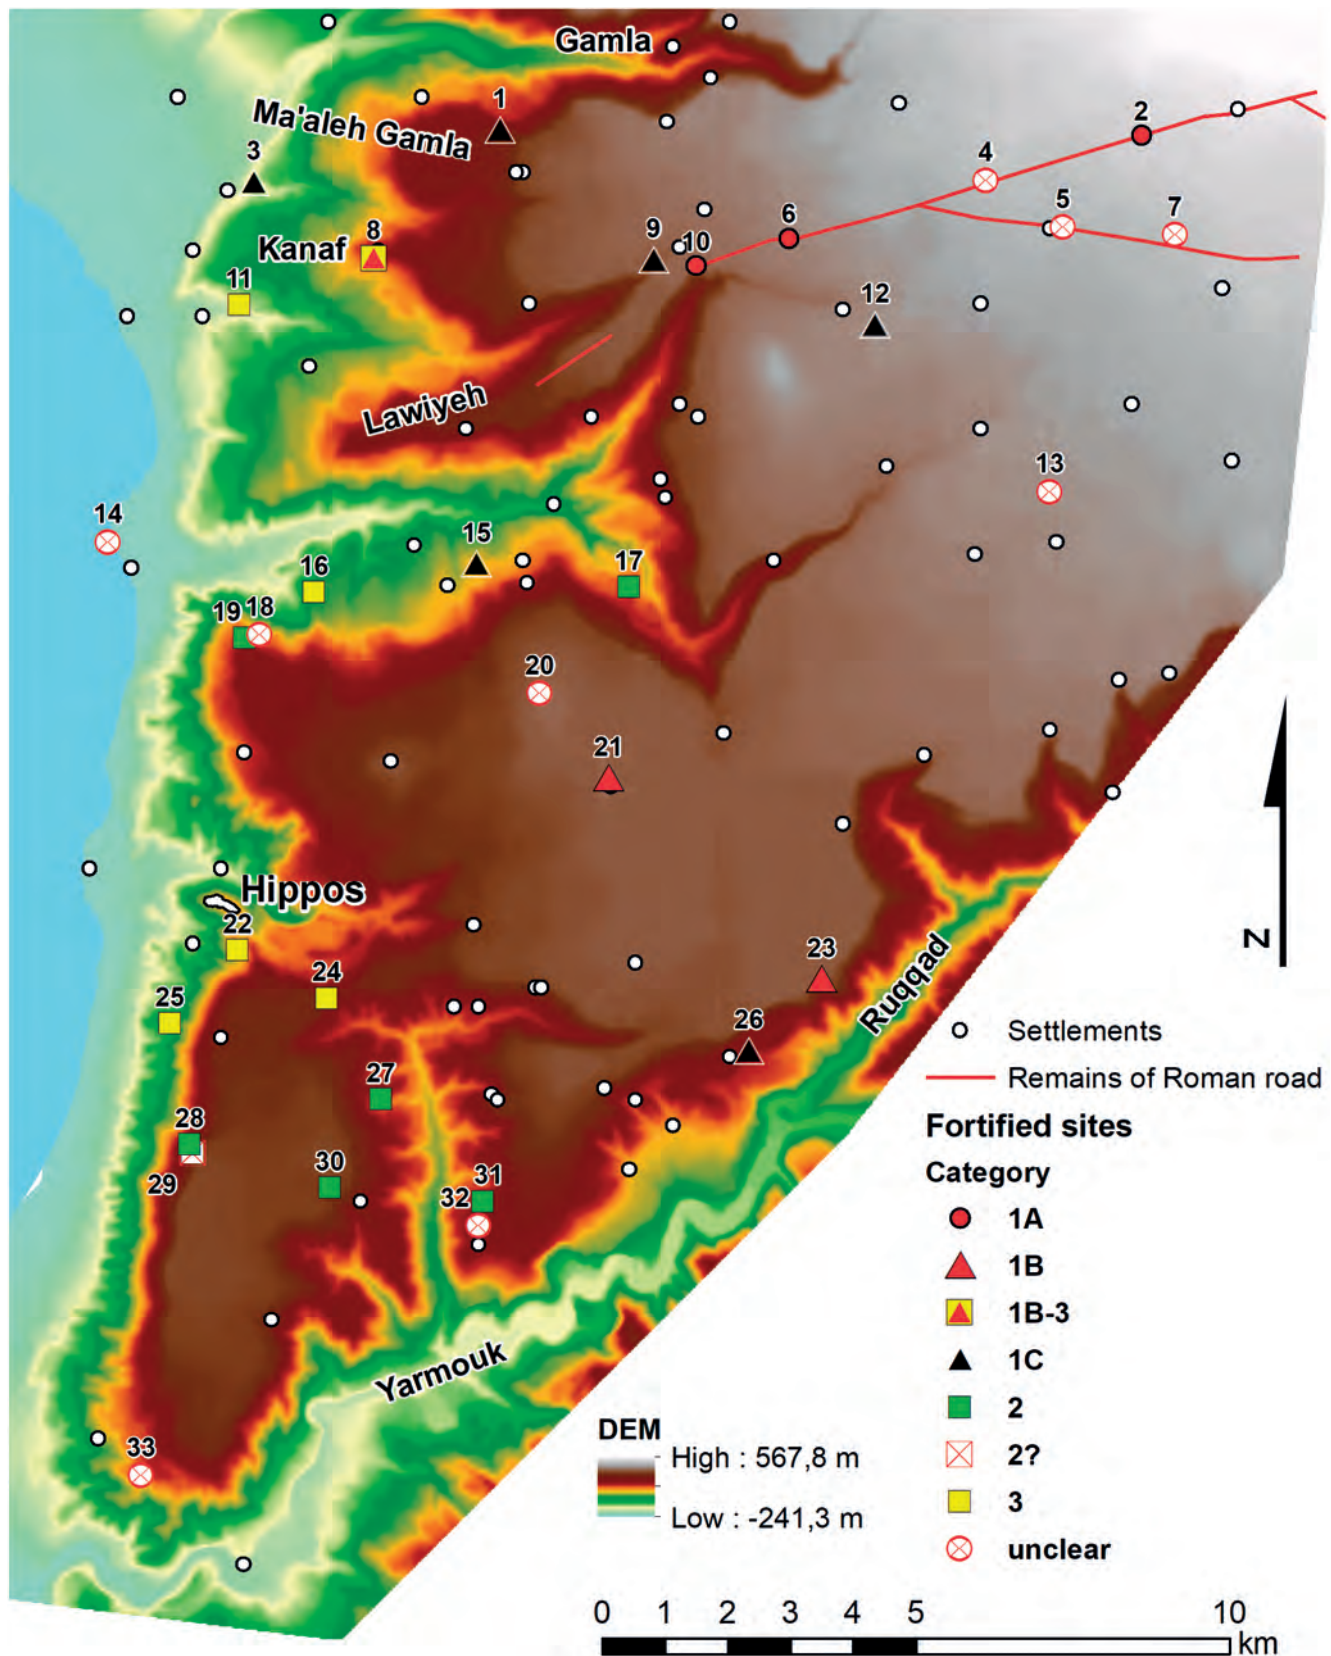 Gamla
1
Ma'aleh Gamla
2
3
4
5
7
6
8
Kanaf
9
10
11
12
Lawiyeh
13
14
15
16
17
19
18
20
21
Hippos
22
23
24
25
26
Ruqqad
27
28
29
30
31
32
Yarmouk
33
N
Settlements
Remains of Roman road
Fortified sites
Category
1A
1B
1B-3
1C
2
2?
3
unclear
DEM
High : 567,8 m
Low : -241,3 m
0 1 2 3 4 5 10
km